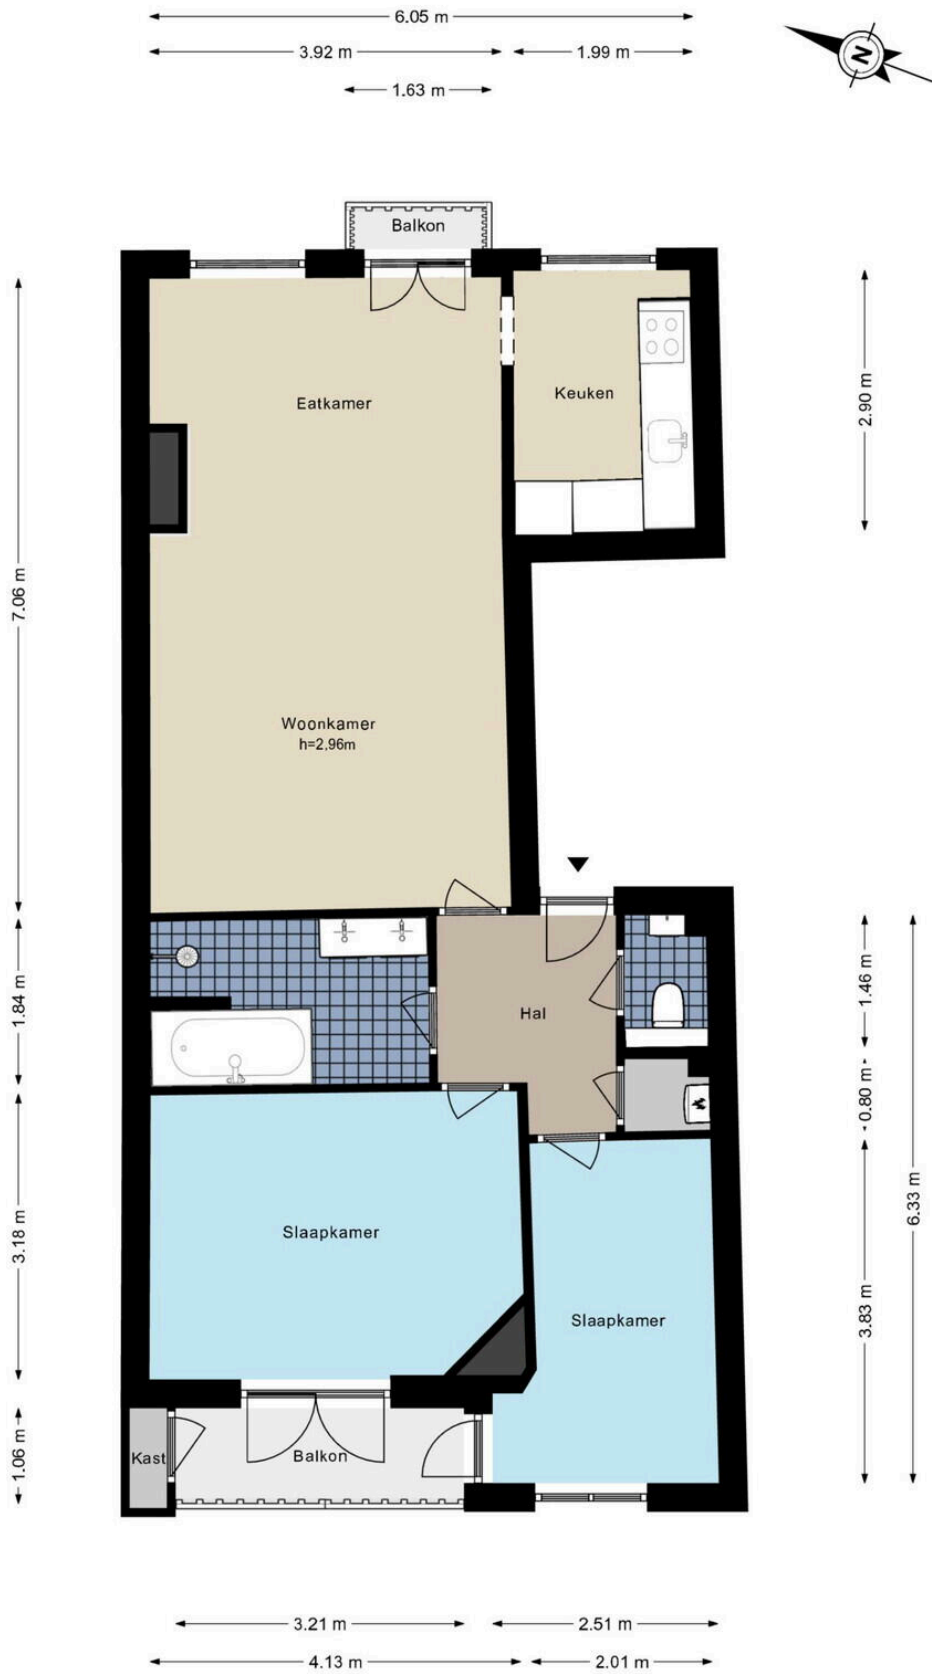 6.05 m
3.92 m
1.99 m
1.63 m
N
Balkon
Eatkamer
Keuken
2.90 m
7.06 m
Woonkamer
h=2,96m
Hal
1.84 m
1.46 m
0.80 m
Slaapkamer
3.18 m
6.33 m
Slaapkamer
3.83 m
Kast
Balkon
1.06 m
3.21 m
2.51 m
4.13 m
2.01 m